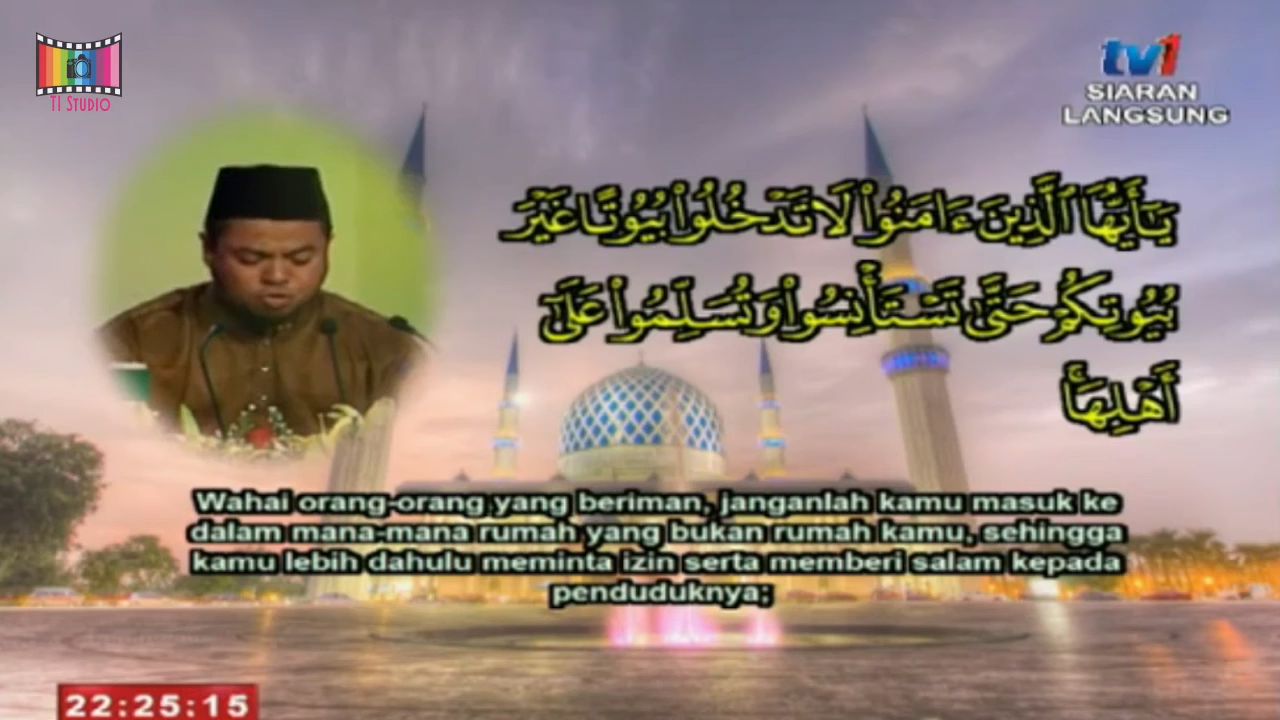 TI STUDIO
tv1
SIARAN
LANGSUNG
يَـٰٓأَيُّهَا ٱلَّذِينَ ءَامَنُوا۟ لَا تَدْخُلُوا۟ بُيُوتًا غَيْرَ
بُيُوتِكُمْ حَتَّىٰ تَسْتَأْنِسُوا۟ وَتُسَلِّمُوا۟ عَلَىٰٓ
أَهْلِهَا ۚ
Wahai orang-orang yang beriman, janganlah kamu masuk ke
dalam mana-mana rumah yang bukan rumah kamu, sehingga
kamu lebih dahulu meminta izin serta memberi salam kepada
penduduknya;
22:25:15